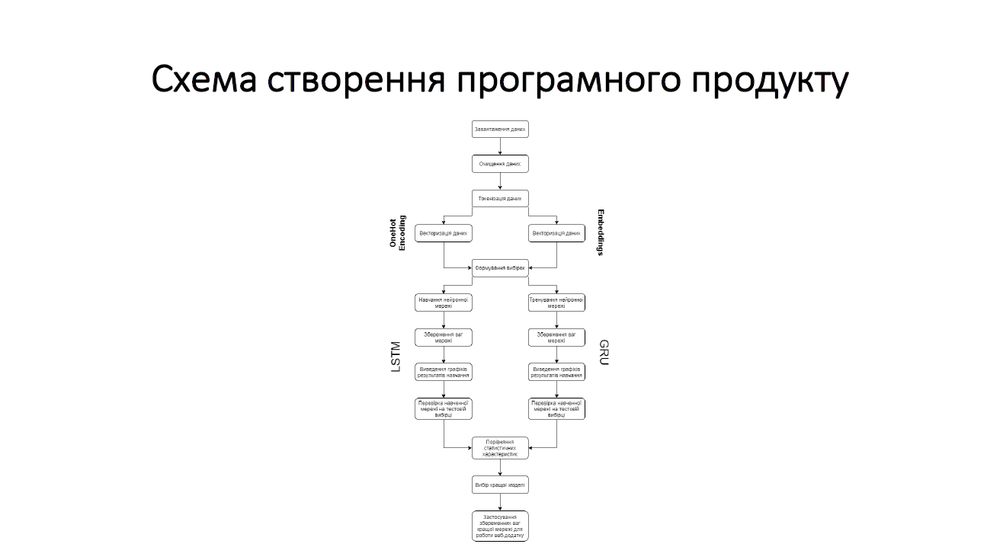 Схема створення програмного продукту
Завантаження даних
Очищення даних
Токенізація даних
OneHot
Encoding
Векторизація даних
Векторизація даних
Embeddings
Формування вибірок
Навчання нейронної
мережі
Тренування нейронної
мережі
Збереження ваг
мережі
Збереження ваг
мережі
LSTM
GRU
Виведення графіків
результатів навчання
Виведення графіків
результатів навчання
Перевірка навченної
мережі на тестовій
вибірці
Перевірка навченної
мережі на тестовій
вибірці
Порівняння
статистичних
характеристик
Вибір кращої моделі
Застосування
збереженних ваг
кращої мережі для
роботи веб-додатку